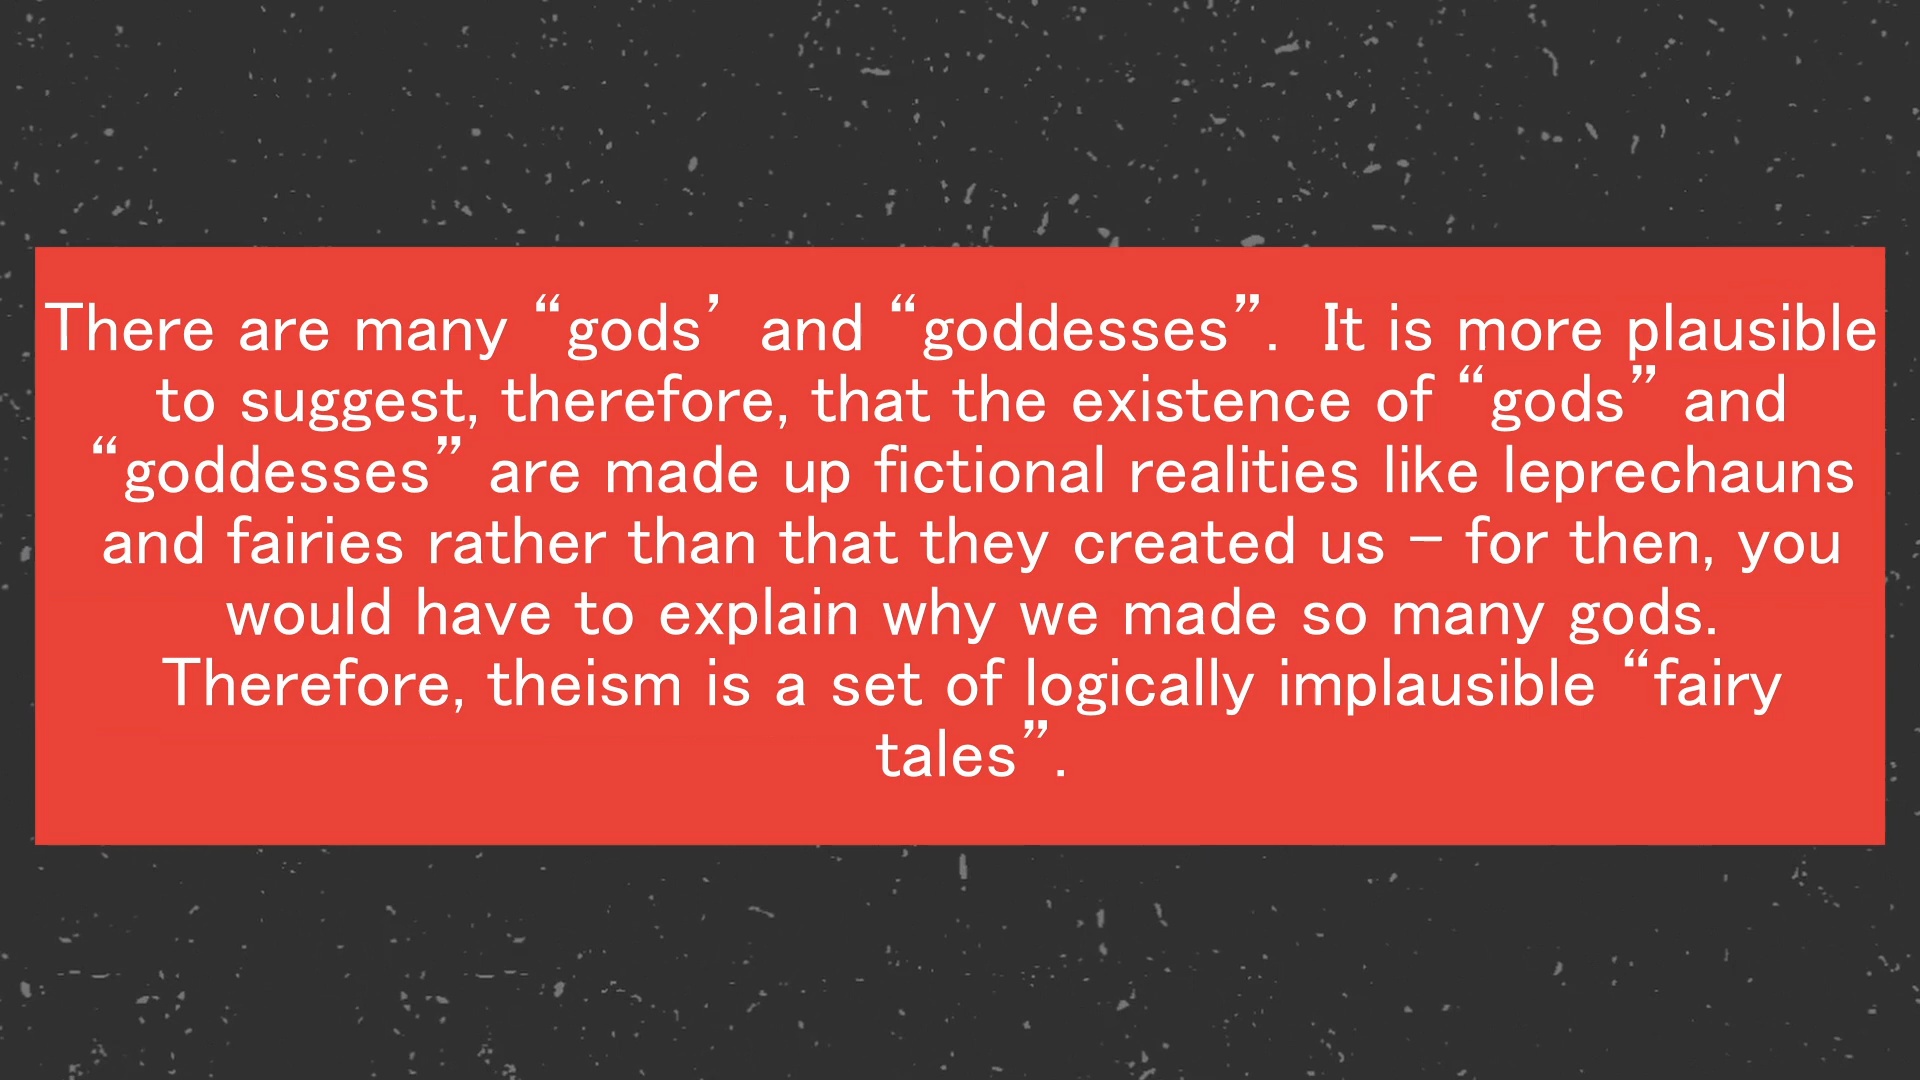 There are many “gods’ and “goddesses”. It is more plausible
to suggest, therefore, that the existence of “gods” and
“goddesses” are made up fictional realities like leprechauns
and fairies rather than that they created us – for then, you
would have to explain why we made so many gods.
Therefore, theism is a set of logically implausible “fairy
tales”.